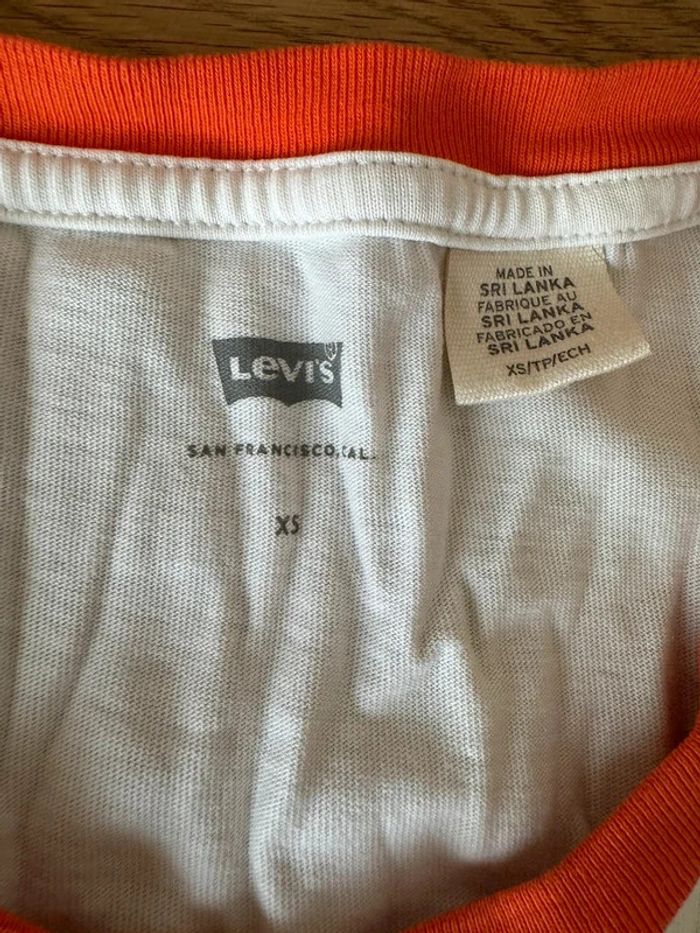 MADE IN
SRI LANKA
FABRIQUE AU
SRI LANKA
FABRICADO EN
SRI LANKA
XS/TP/ECH
LEVI'S
SAN FRANCISCO, CAL.
XS